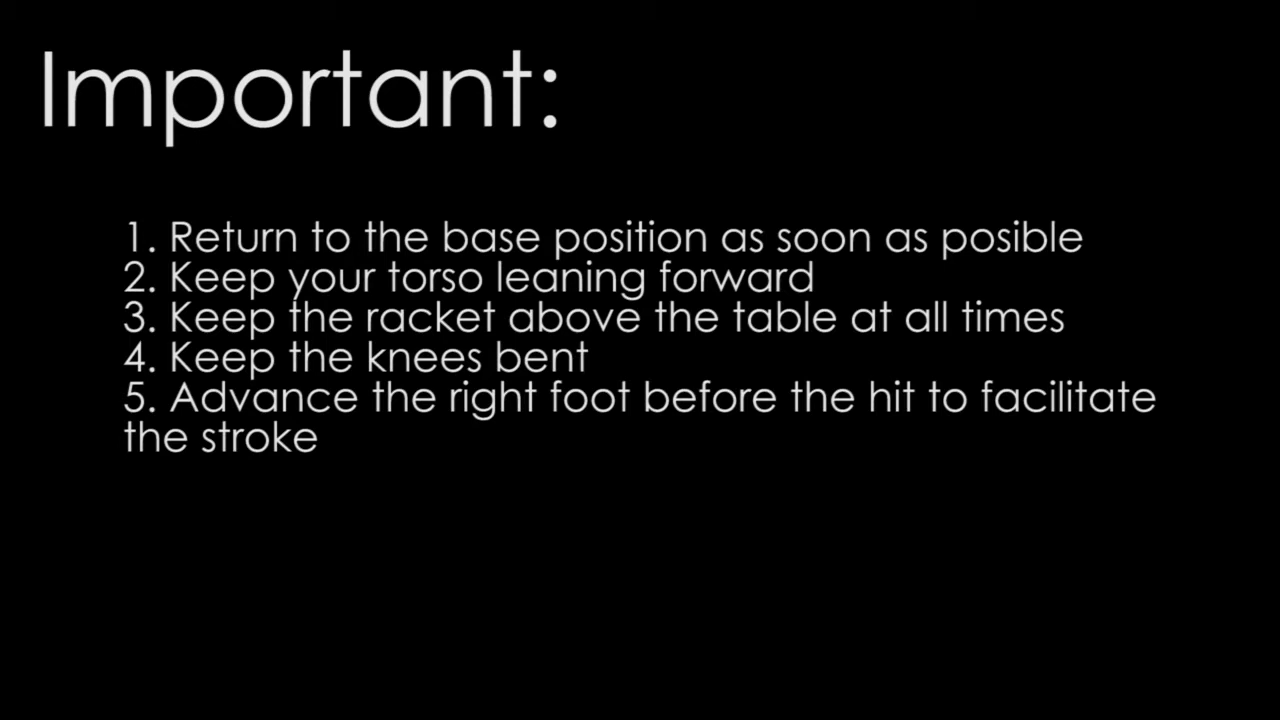 Important:
1. Return to the base position as soon as posible
2. Keep your torso leaning forward
3. Keep the racket above the table at all times
4. Keep the knees bent
5. Advance the right foot before the hit to facilitate
the stroke